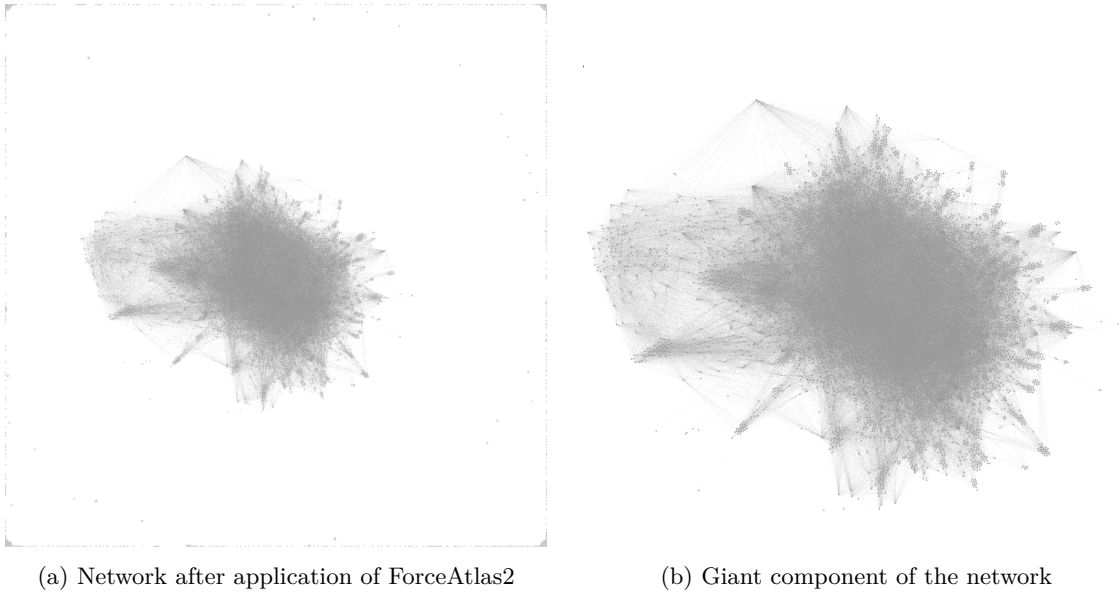 (a) Network after application of ForceAtlas2
(b) Giant component of the network